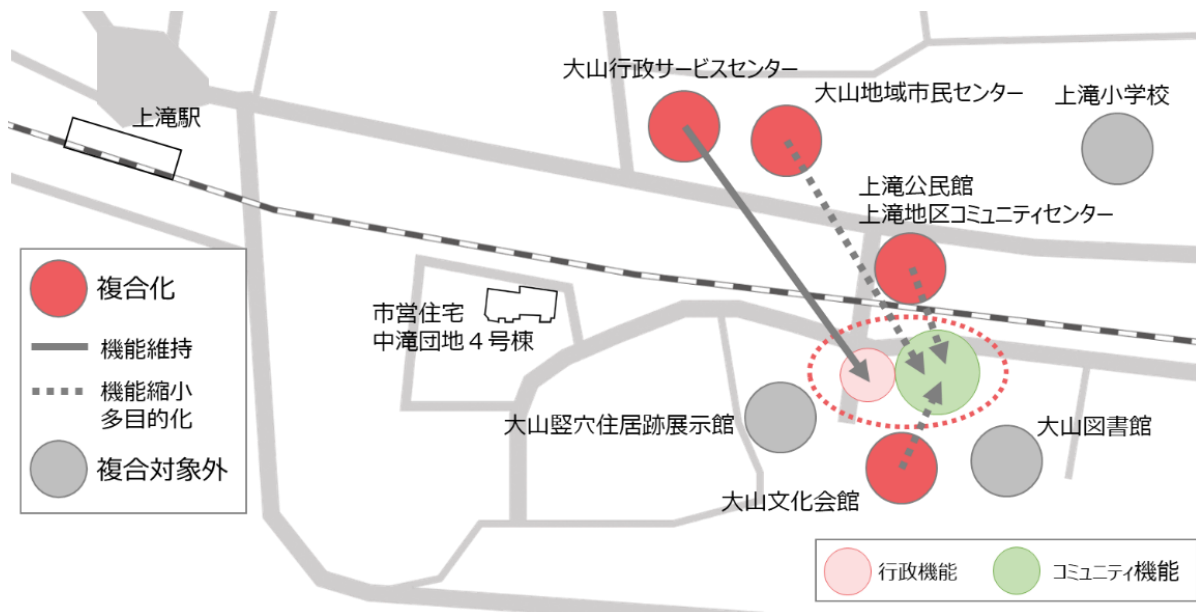 大山行政サービスセンター
大山地域市民センター
上滝小学校
上滝駅
上滝公民館
上滝地区コミュニティセンター
複合化
機能維持
機能縮小
多目的化
複合対象外
市営住宅
中滝団地４号棟
大山竪穴住居跡展示館
大山図書館
大山文化会館
行政機能
コミュニティ機能